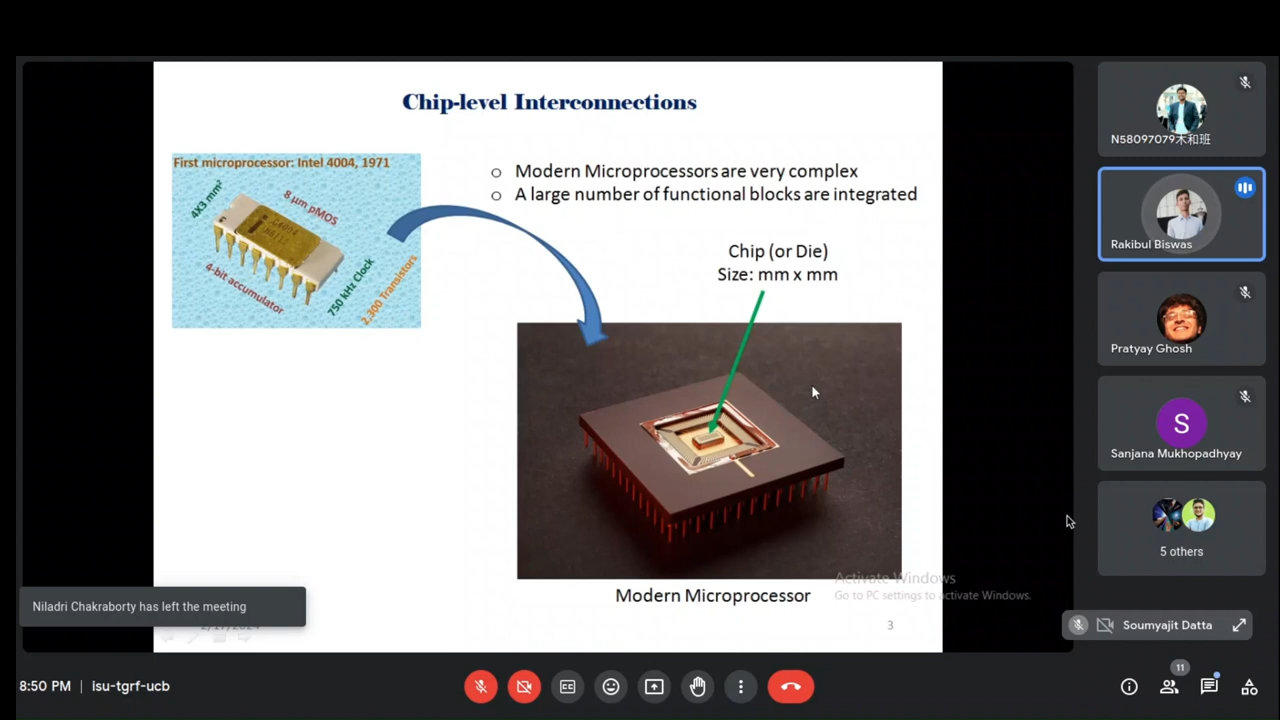 Chip-level Interconnections
First microprocessor: Intel 4004, 1971
4X3 mm²
8 µm pMOS
4-bit accumulator
750 kHz Clock
2,300 Transistors
o Modern Microprocessors are very complex
o A large number of functional blocks are integrated
Chip (or Die)
Size: mm x mm
Modern Microprocessor
Activate Windows
Go to PC settings to activate Windows.
3
Niladri Chakraborty has left the meeting
N58097079木和班
Rakibul Biswas
Pratyay Ghosh
S
Sanjana Mukhopadhyay
5 others
Soumyajit Datta
8:50 PM | isu-tgrf-ucb
CC
11